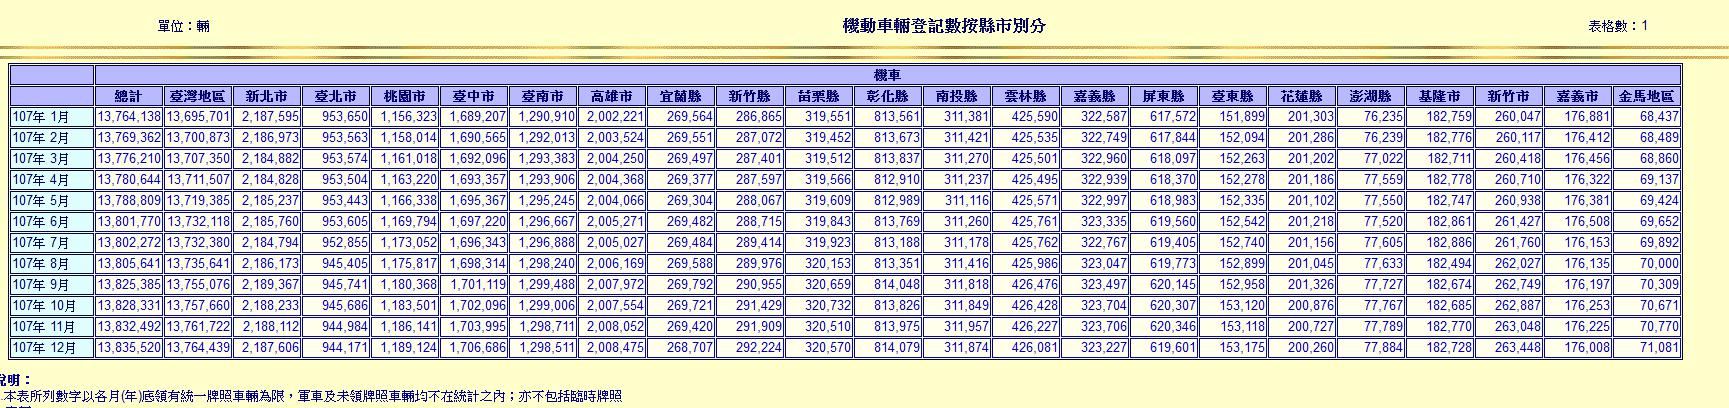 單位：輛 機動車輛登記數按縣市別分 表格數：1
機車
總計 臺灣地區 新北市 臺北市 桃園市 臺中市 臺南市 高雄市 宜蘭縣 新竹縣 苗栗縣 彰化縣 南投縣 雲林縣 嘉義縣 屏東縣 臺東縣 花蓮縣 澎湖縣 基隆市 新竹市 嘉義市 金馬地區
107年 1月 13,764,138 13,695,701 2,187,595 953,650 1,156,323 1,689,207 1,290,910 2,002,221 269,564 286,865 319,551 813,561 311,381 425,590 322,587 617,572 151,899 201,303 76,235 182,759 260,047 176,881 68,437
107年 2月 13,769,362 13,700,873 2,186,973 953,563 1,158,014 1,690,565 1,292,013 2,003,524 269,551 287,072 319,452 813,673 311,421 425,535 322,749 617,844 152,094 201,286 76,239 182,776 260,117 176,412 68,489
107年 3月 13,776,210 13,707,350 2,184,882 953,574 1,161,018 1,692,096 1,293,383 2,004,250 269,497 287,401 319,512 813,837 311,270 425,501 322,960 618,097 152,263 201,202 77,022 182,711 260,418 176,456 68,860
107年 4月 13,780,644 13,711,507 2,184,828 953,504 1,163,220 1,693,357 1,293,906 2,004,368 269,377 287,597 319,566 812,910 311,237 425,495 322,939 618,370 152,278 201,186 77,559 182,778 260,710 176,322 69,137
107年 5月 13,788,809 13,719,385 2,185,237 953,443 1,166,338 1,695,367 1,295,245 2,004,066 269,304 288,067 319,609 812,989 311,116 425,571 322,997 618,983 152,335 201,102 77,550 182,747 260,938 176,381 69,424
107年 6月 13,801,770 13,732,118 2,185,760 953,605 1,169,794 1,697,220 1,296,667 2,005,271 269,482 288,715 319,843 813,769 311,260 425,761 323,335 619,560 152,542 201,218 77,520 182,861 261,427 176,508 69,652
107年 7月 13,802,272 13,732,380 2,184,794 952,855 1,173,052 1,696,343 1,296,888 2,005,027 269,484 289,414 319,923 813,188 311,178 425,762 322,767 619,405 152,740 201,156 77,605 182,886 261,760 176,153 69,892
107年 8月 13,805,641 13,735,641 2,186,173 945,405 1,175,817 1,698,314 1,298,240 2,006,169 269,588 289,976 320,153 813,351 311,416 425,986 323,047 619,773 152,899 201,045 77,633 182,494 262,027 176,135 70,000
107年 9月 13,825,385 13,755,076 2,189,367 945,741 1,180,368 1,701,119 1,299,488 2,007,972 269,792 290,955 320,659 814,048 311,818 426,476 323,497 620,145 152,958 201,326 77,727 182,674 262,749 176,197 70,309
107年 10月 13,828,331 13,757,660 2,188,233 945,686 1,183,501 1,702,096 1,299,006 2,007,554 269,721 291,429 320,732 813,826 311,849 426,428 323,704 620,307 153,120 200,876 77,767 182,685 262,887 176,253 70,671
107年 11月 13,832,492 13,761,722 2,188,112 944,984 1,186,141 1,703,995 1,298,711 2,008,052 269,420 291,909 320,510 813,975 311,957 426,227 323,706 620,346 153,118 200,727 77,789 182,770 263,048 176,225 70,770
107年 12月 13,835,520 13,764,439 2,187,606 944,171 1,189,124 1,706,686 1,298,511 2,008,475 268,707 292,224 320,570 814,079 311,874 426,081 323,227 619,601 153,175 200,260 77,884 182,728 263,448 176,008 71,081
說明：
.本表所列數字以各月(年)底領有統一牌照車輛為限，軍車及未領牌照車輛均不在統計之內；亦不包括臨時牌照